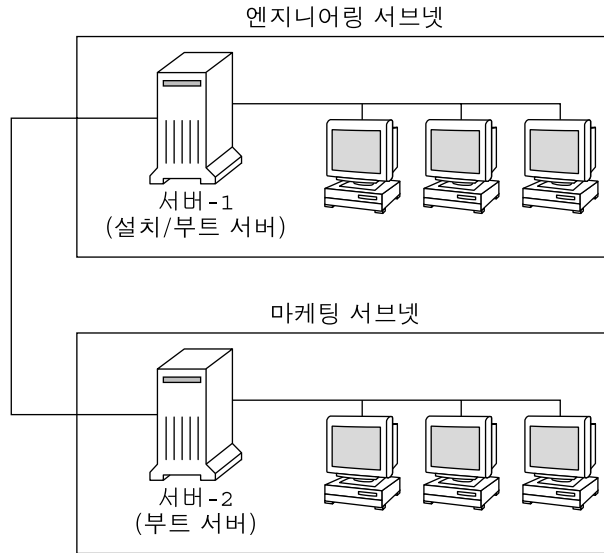 엔지니어링 서브넷
서버-1
(설치/부트 서버)
마케팅 서브넷
서버-2
(부트 서버)